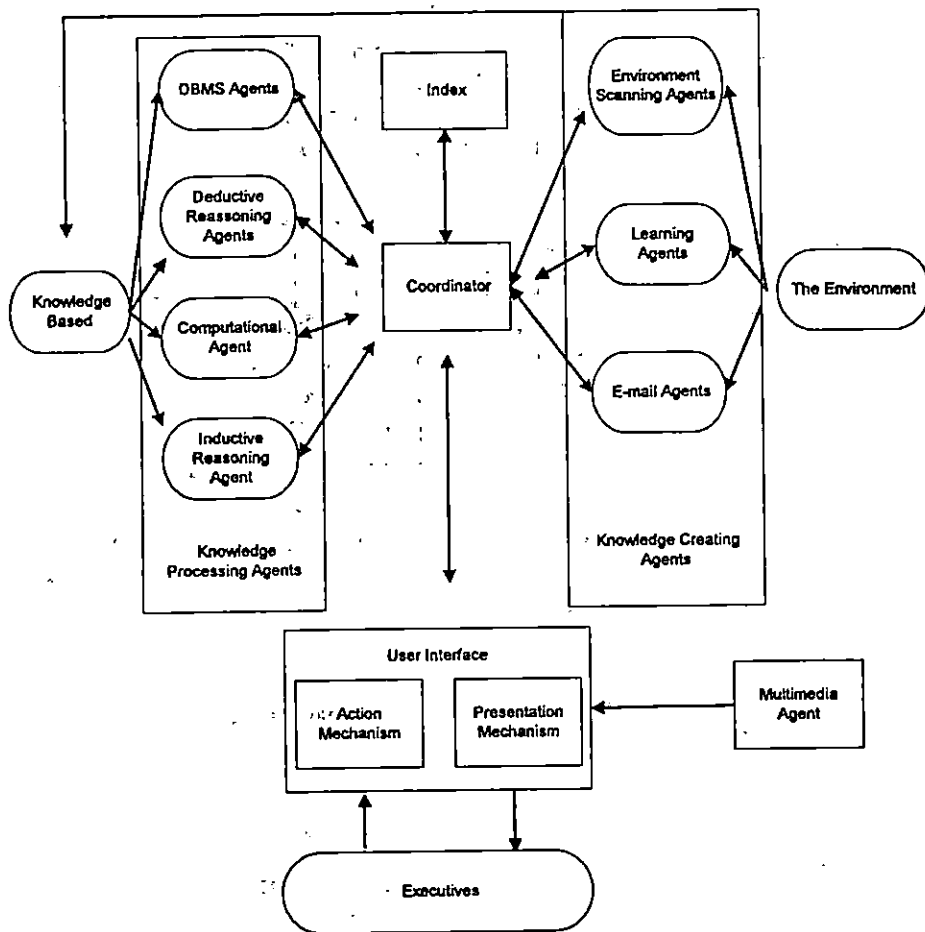 DBMS Agents
Index
Environment
Scanning Agents
Deductive
Reasoning
Agents
Learning
Agents
Knowledge
Based
Coordinator
The Environment
Computational
Agent
E-mail Agents
Inductive
Reasoning
Agent
Knowledge
Processing Agents
Knowledge Creating
Agents
User Interface
Action
Mechanism
Presentation
Mechanism
Multimedia
Agent
Executives